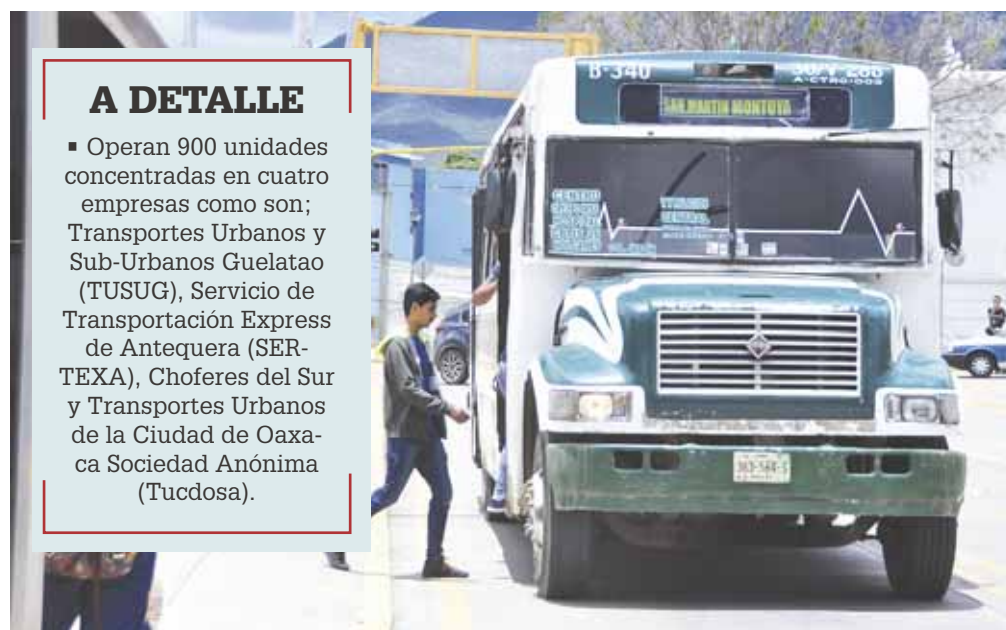 A DETALLE
▪ Operan 900 unidades
concentradas en cuatro
empresas como son;
Transportes Urbanos y
Sub-Urbanos Guelatao
(TUSUG), Servicio de
Transportación Express
de Antequera (SER-
TEXA), Choferes del Sur
y Transportes Urbanos
de la Ciudad de Oaxa-
ca Sociedad Anónima
(Tucdosa).
B-340
SAN MARTIN MONTOYA
CENTRO